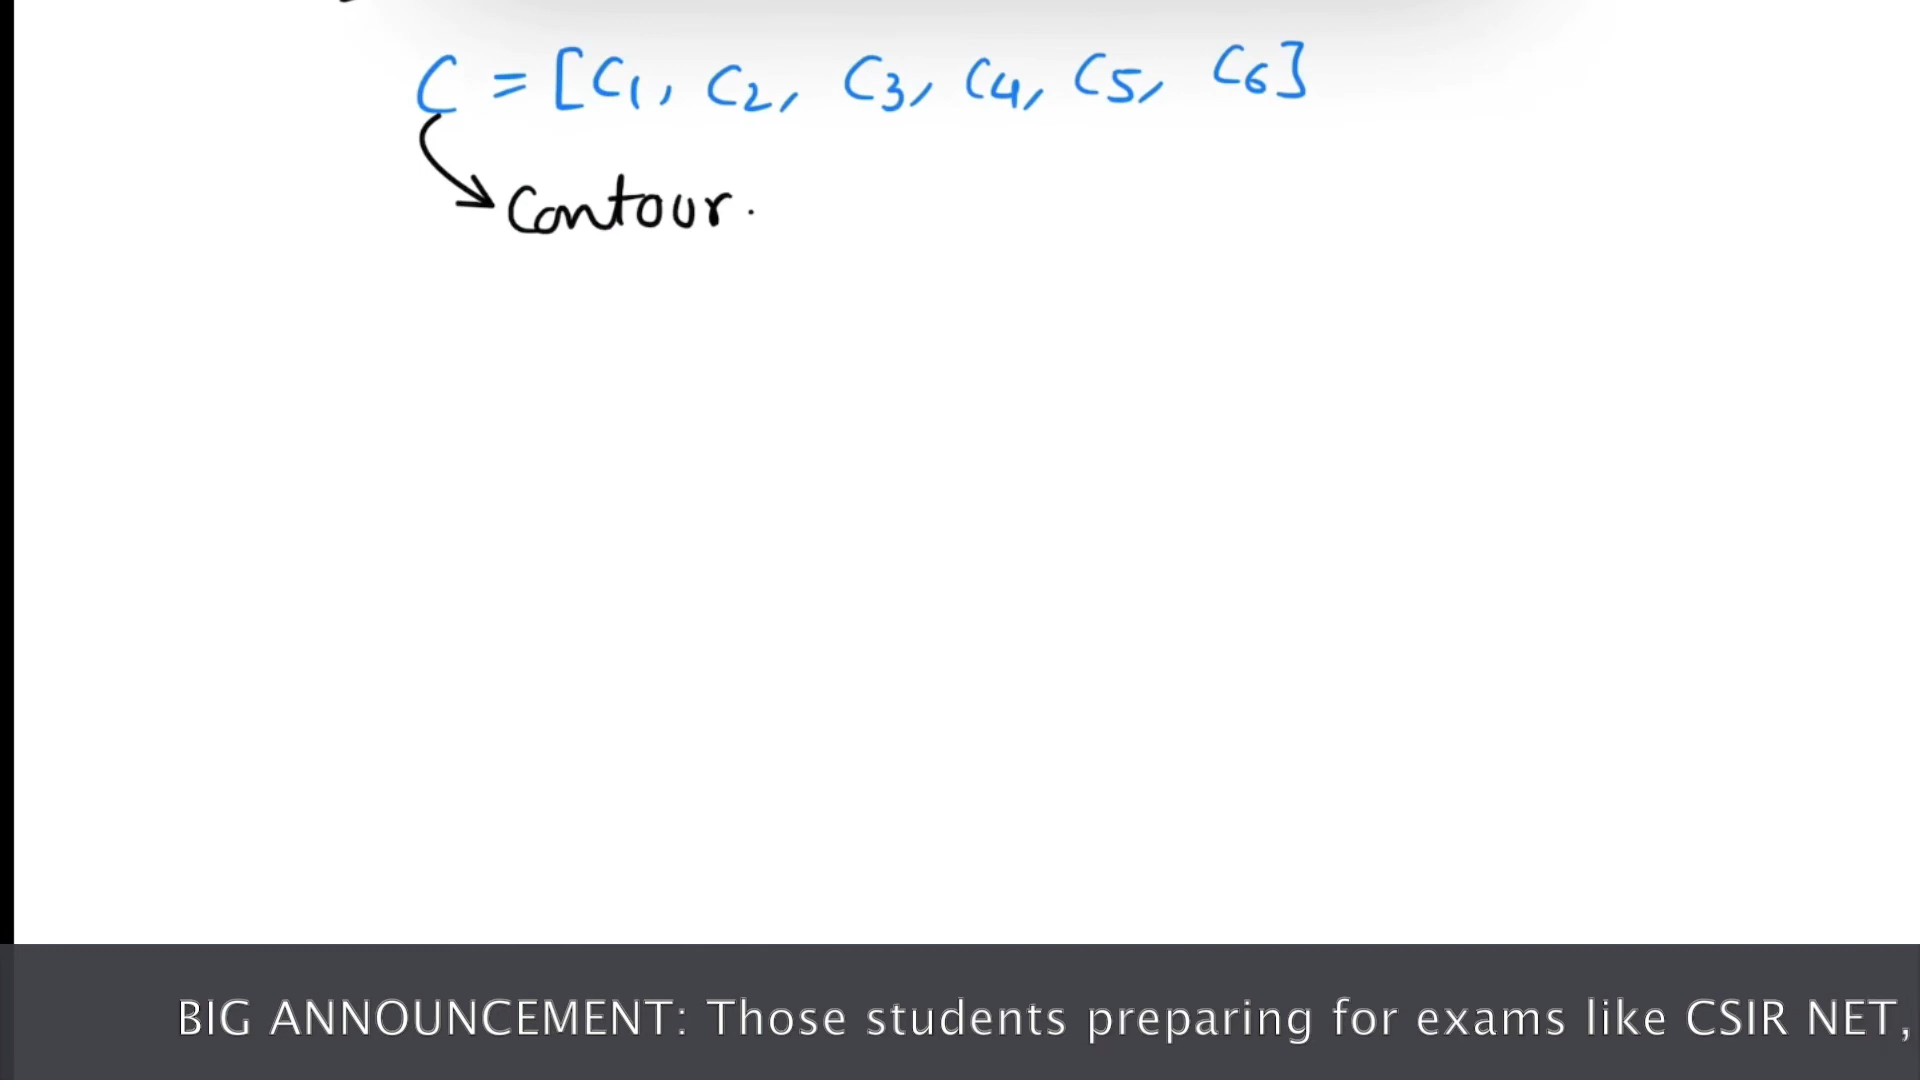 C = [C1, C2, C3, C4, C5, C6]
Contour.
BIG ANNOUNCEMENT: Those students preparing for exams like CSIR NET,